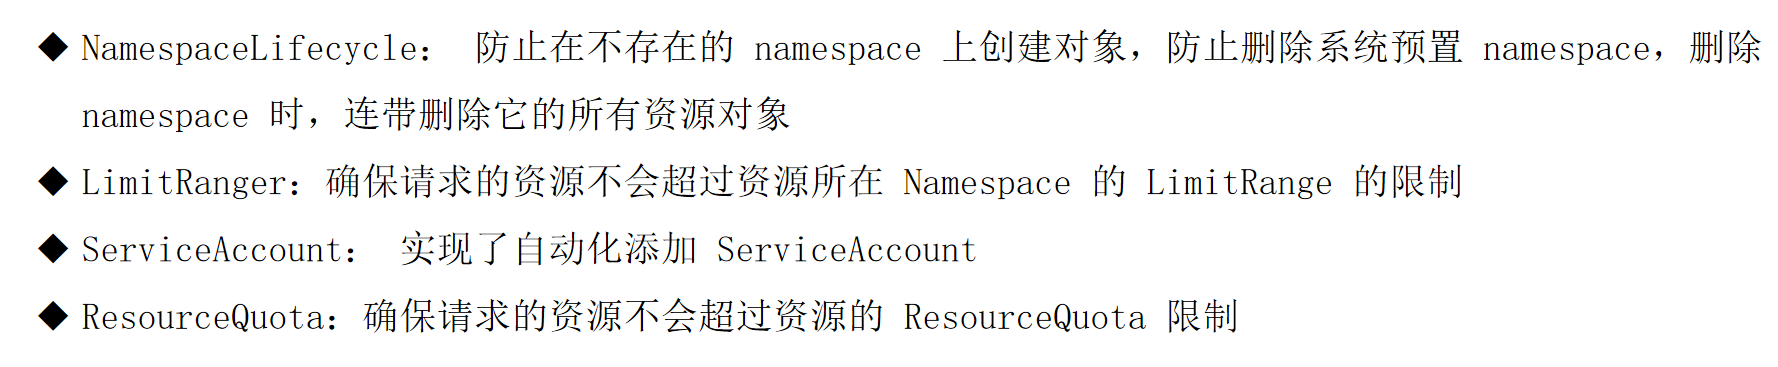 ◆ NamespaceLifecycle： 防止在不存在的 namespace 上创建对象，防止删除系统预置 namespace，删除
namespace 时，连带删除它的所有资源对象
◆ LimitRanger：确保请求的资源不会超过资源所在 Namespace 的 LimitRange 的限制
◆ ServiceAccount： 实现了自动化添加 ServiceAccount
◆ ResourceQuota：确保请求的资源不会超过资源的 ResourceQuota 限制